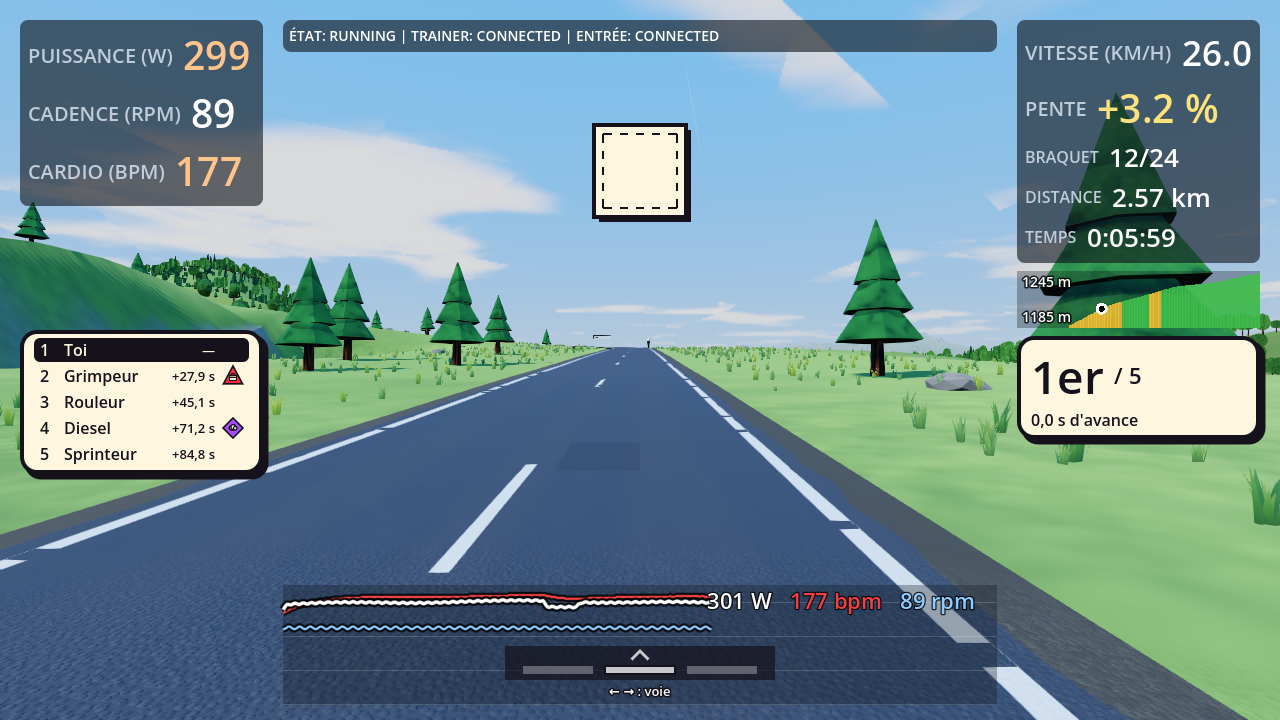 PUISSANCE (W) 299
CADENCE (RPM) 89
CARDIO (BPM) 177
ÉTAT: RUNNING | TRAINER: CONNECTED | ENTRÉE: CONNECTED
VITESSE (KM/H) 26.0
PENTE +3.2 %
BRAQUET 12/24
DISTANCE 2.57 km
TEMPS 0:05:59
1245 m
1185 m
1 Toi —
2 Grimpeur +27,9 s
3 Rouleur +45,1 s
4 Diesel +71,2 s
5 Sprinteur +84,8 s
1er / 5
0,0 s d'avance
301 W 177 bpm 89 rpm
← → : voie